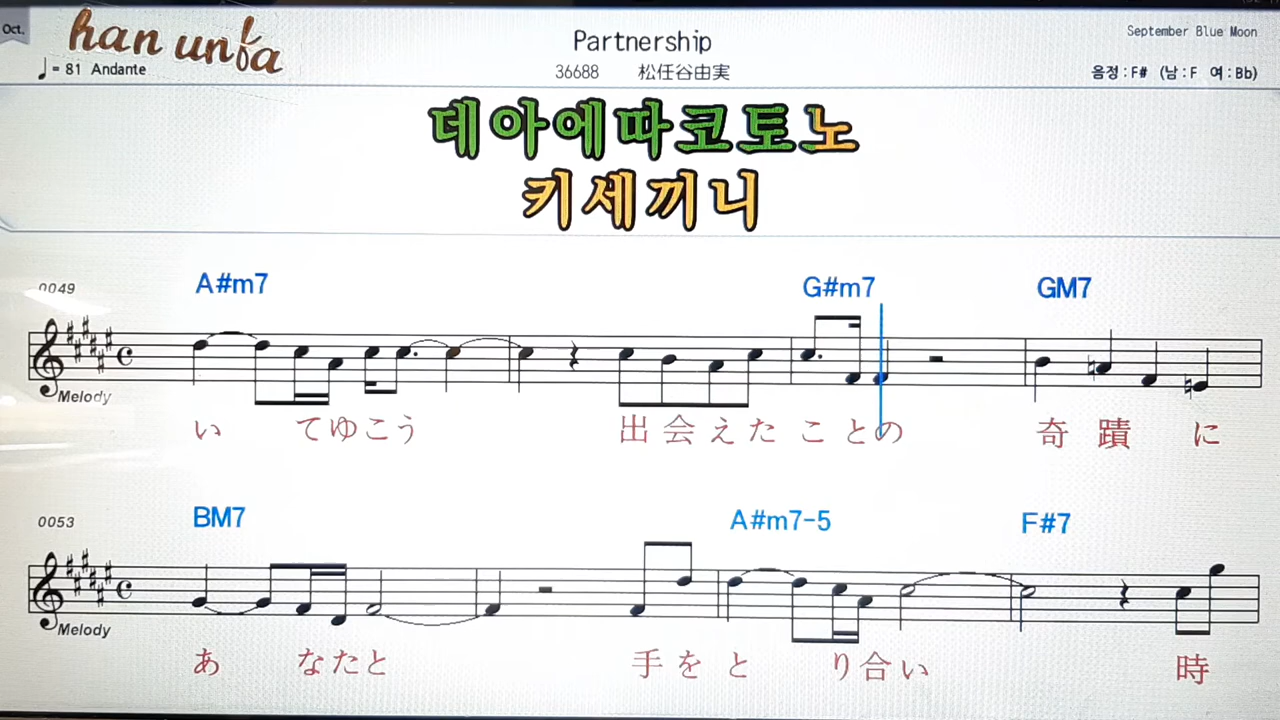 Oct.
han unba
Partnership
September Blue Moon
♩= 81 Andante
36688 松任谷由実
음정 : F# (남 : F 여 : Bb)
데아에따코토노
키세끼니
0049
A#m7 G#m7 GM7
Melody
い てゆこう 出会えた ことの 奇蹟に
0053
BM7 A#m7-5 F#7
Melody
あ なたと 手をと り合い 時